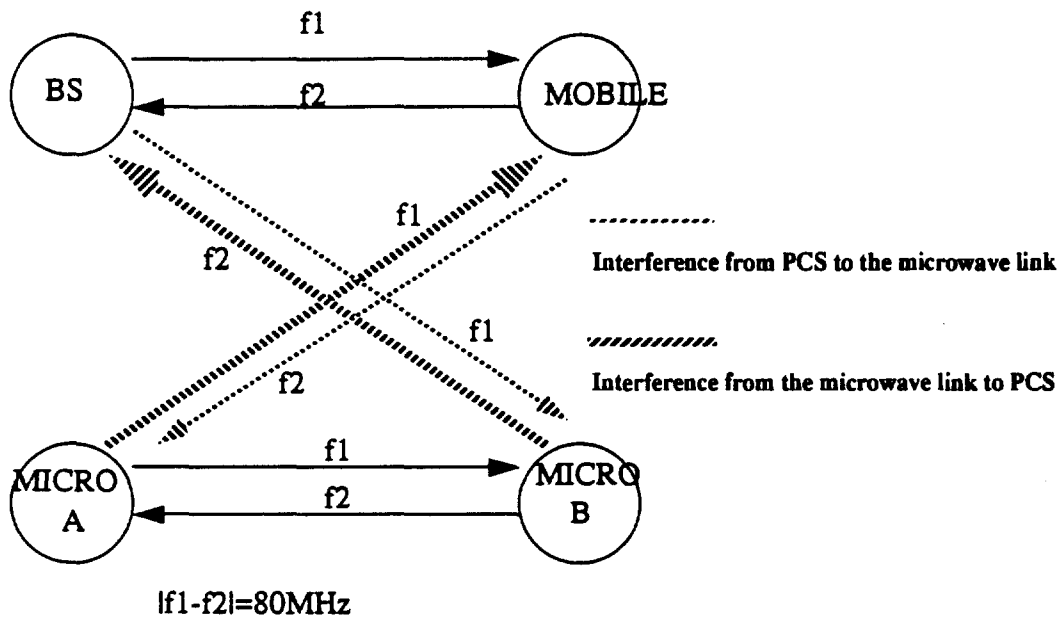 f1
BS
f2
MOBILE
f1
f2
Interference from PCS to the microwave link
f1
f2
Interference from the microwave link to PCS
f1
MICRO
A
MICRO
B
f2
|f1-f2|=80MHz